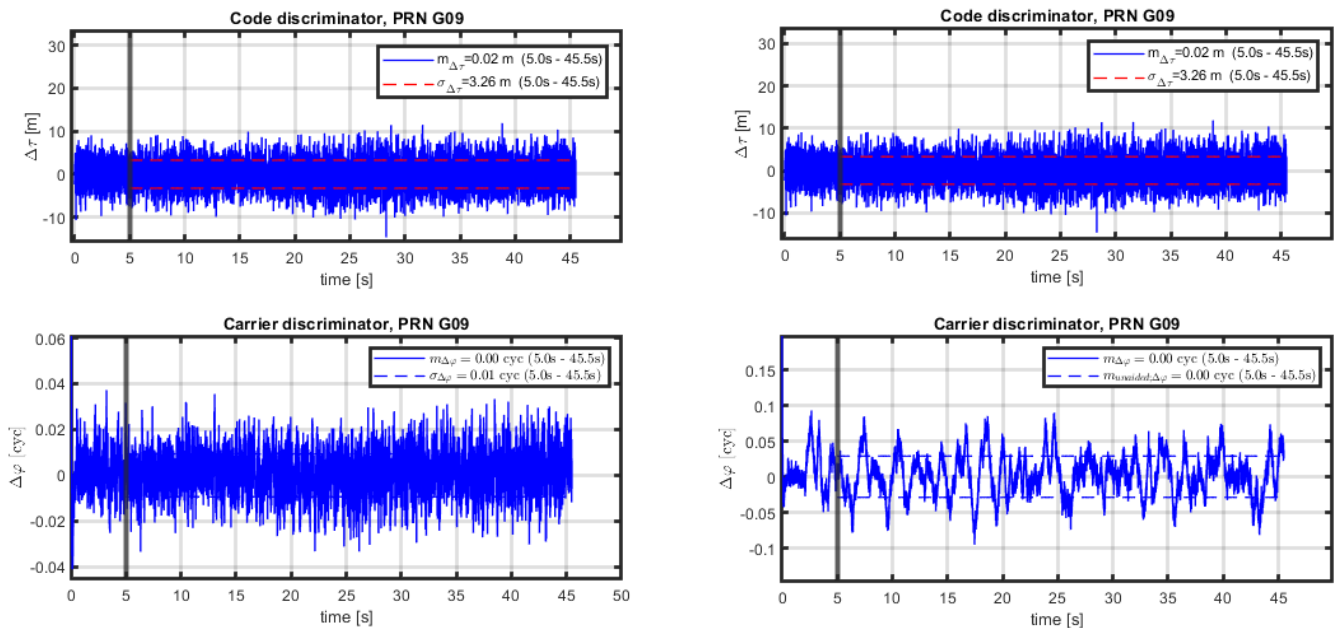 Code discriminator, PRN G09
30
20
10
0
-10
Δτ [m]
m Δτ=0.02 m (5.0s - 45.5s)
σ Δτ=3.26 m (5.0s - 45.5s)
0 5 10 15 20 25 30 35 40 45
time [s]
Code discriminator, PRN G09
30
20
10
0
-10
Δτ [m]
m Δτ=0.02 m (5.0s - 45.5s)
σ Δτ=3.26 m (5.0s - 45.5s)
0 5 10 15 20 25 30 35 40 45
time [s]
Carrier discriminator, PRN G09
0.06
0.04
0.02
0
-0.02
-0.04
Δφ [cyc]
mΔφ = 0.00 cyc (5.0s - 45.5s)
σΔφ = 0.01 cyc (5.0s - 45.5s)
0 5 10 15 20 25 30 35 40 45 50
time [s]
Carrier discriminator, PRN G09
0.15
0.1
0.05
0
-0.05
-0.1
Δφ [cyc]
mΔφ = 0.00 cyc (5.0s - 45.5s)
munaided;Δφ = 0.00 cyc (5.0s - 45.5s)
0 5 10 15 20 25 30 35 40 45
time [s]